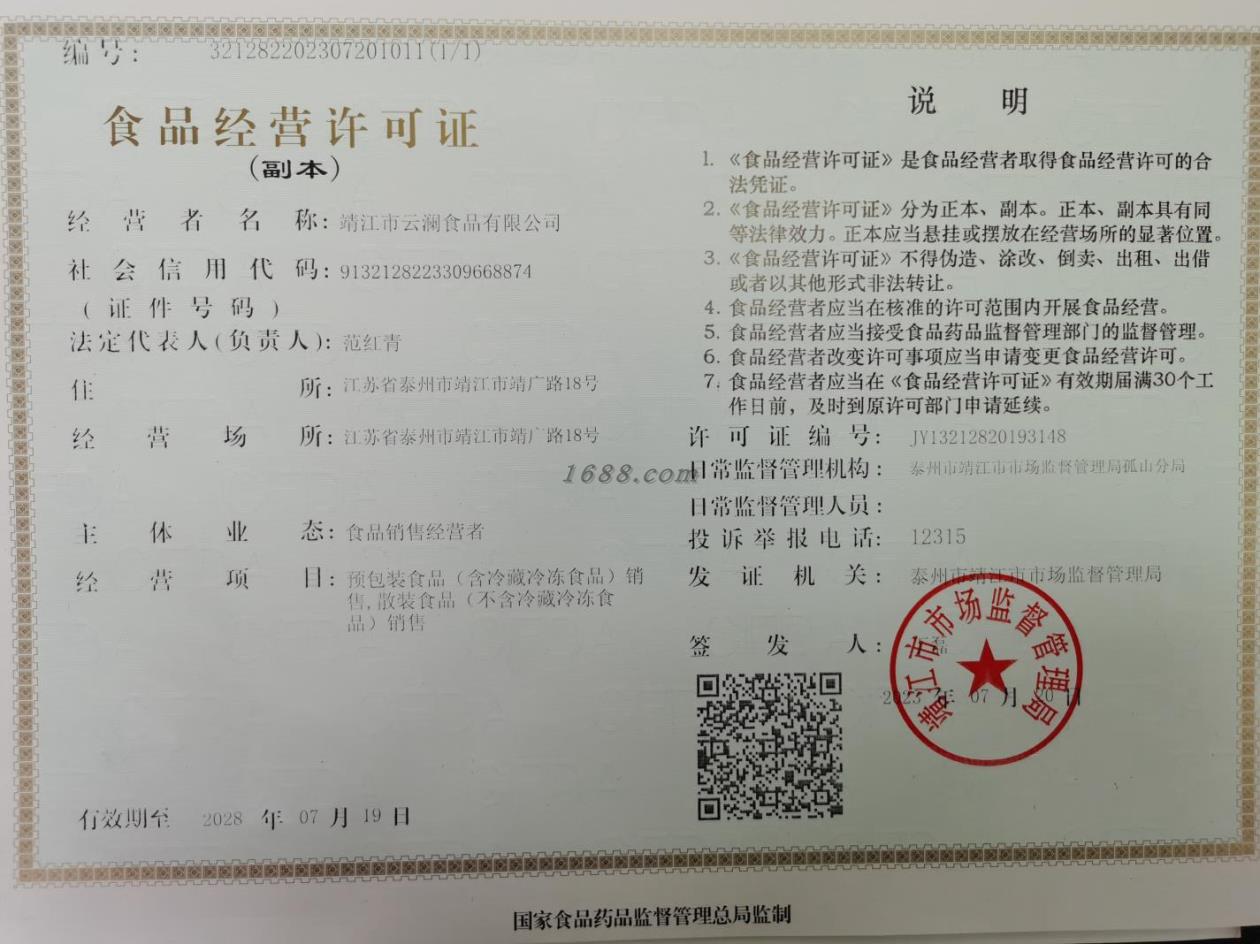 编号： 321282202307201011(1/1)
食品经营许可证
(副本)
经营者名称：靖江市云澜食品有限公司
社会信用代码：9132128223309668874
(证件号码)
法定代表人(负责人)：范红青
住所：江苏省泰州市靖江市靖广路18号
经营场所：江苏省泰州市靖江市靖广路18号
主体业态：食品销售经营者
经营项目：预包装食品（含冷藏冷冻食品）销
售,散装食品（不含冷藏冷冻食
品）销售
有效期至 2028 年 07 月 19 日
说明
1.《食品经营许可证》是食品经营者取得食品经营许可的合
法凭证。
2.《食品经营许可证》分为正本、副本。正本、副本具有同
等法律效力。正本应当悬挂或摆放在经营场所的显著位置。
3.《食品经营许可证》不得伪造、涂改、倒卖、出租、出借
或者以其他形式非法转让。
4. 食品经营者应当在核准的许可范围内开展食品经营。
5. 食品经营者应当接受食品药品监督管理部门的监督管理。
6. 食品经营者改变许可事项应当申请变更食品经营许可。
7. 食品经营者应当在《食品经营许可证》有效期届满30个工
作日前，及时到原许可部门申请延续。
许可证编号：JY13212820193148
日常监督管理机构：泰州市靖江市市场监督管理局孤山分局
日常监督管理人员：
投诉举报电话：12315
发证机关：泰州市靖江市市场监督管理局
签发人：磊
2023 年 07 月 20 日
靖江市市场监督管理局
1688.com
国家食品药品监督管理总局监制